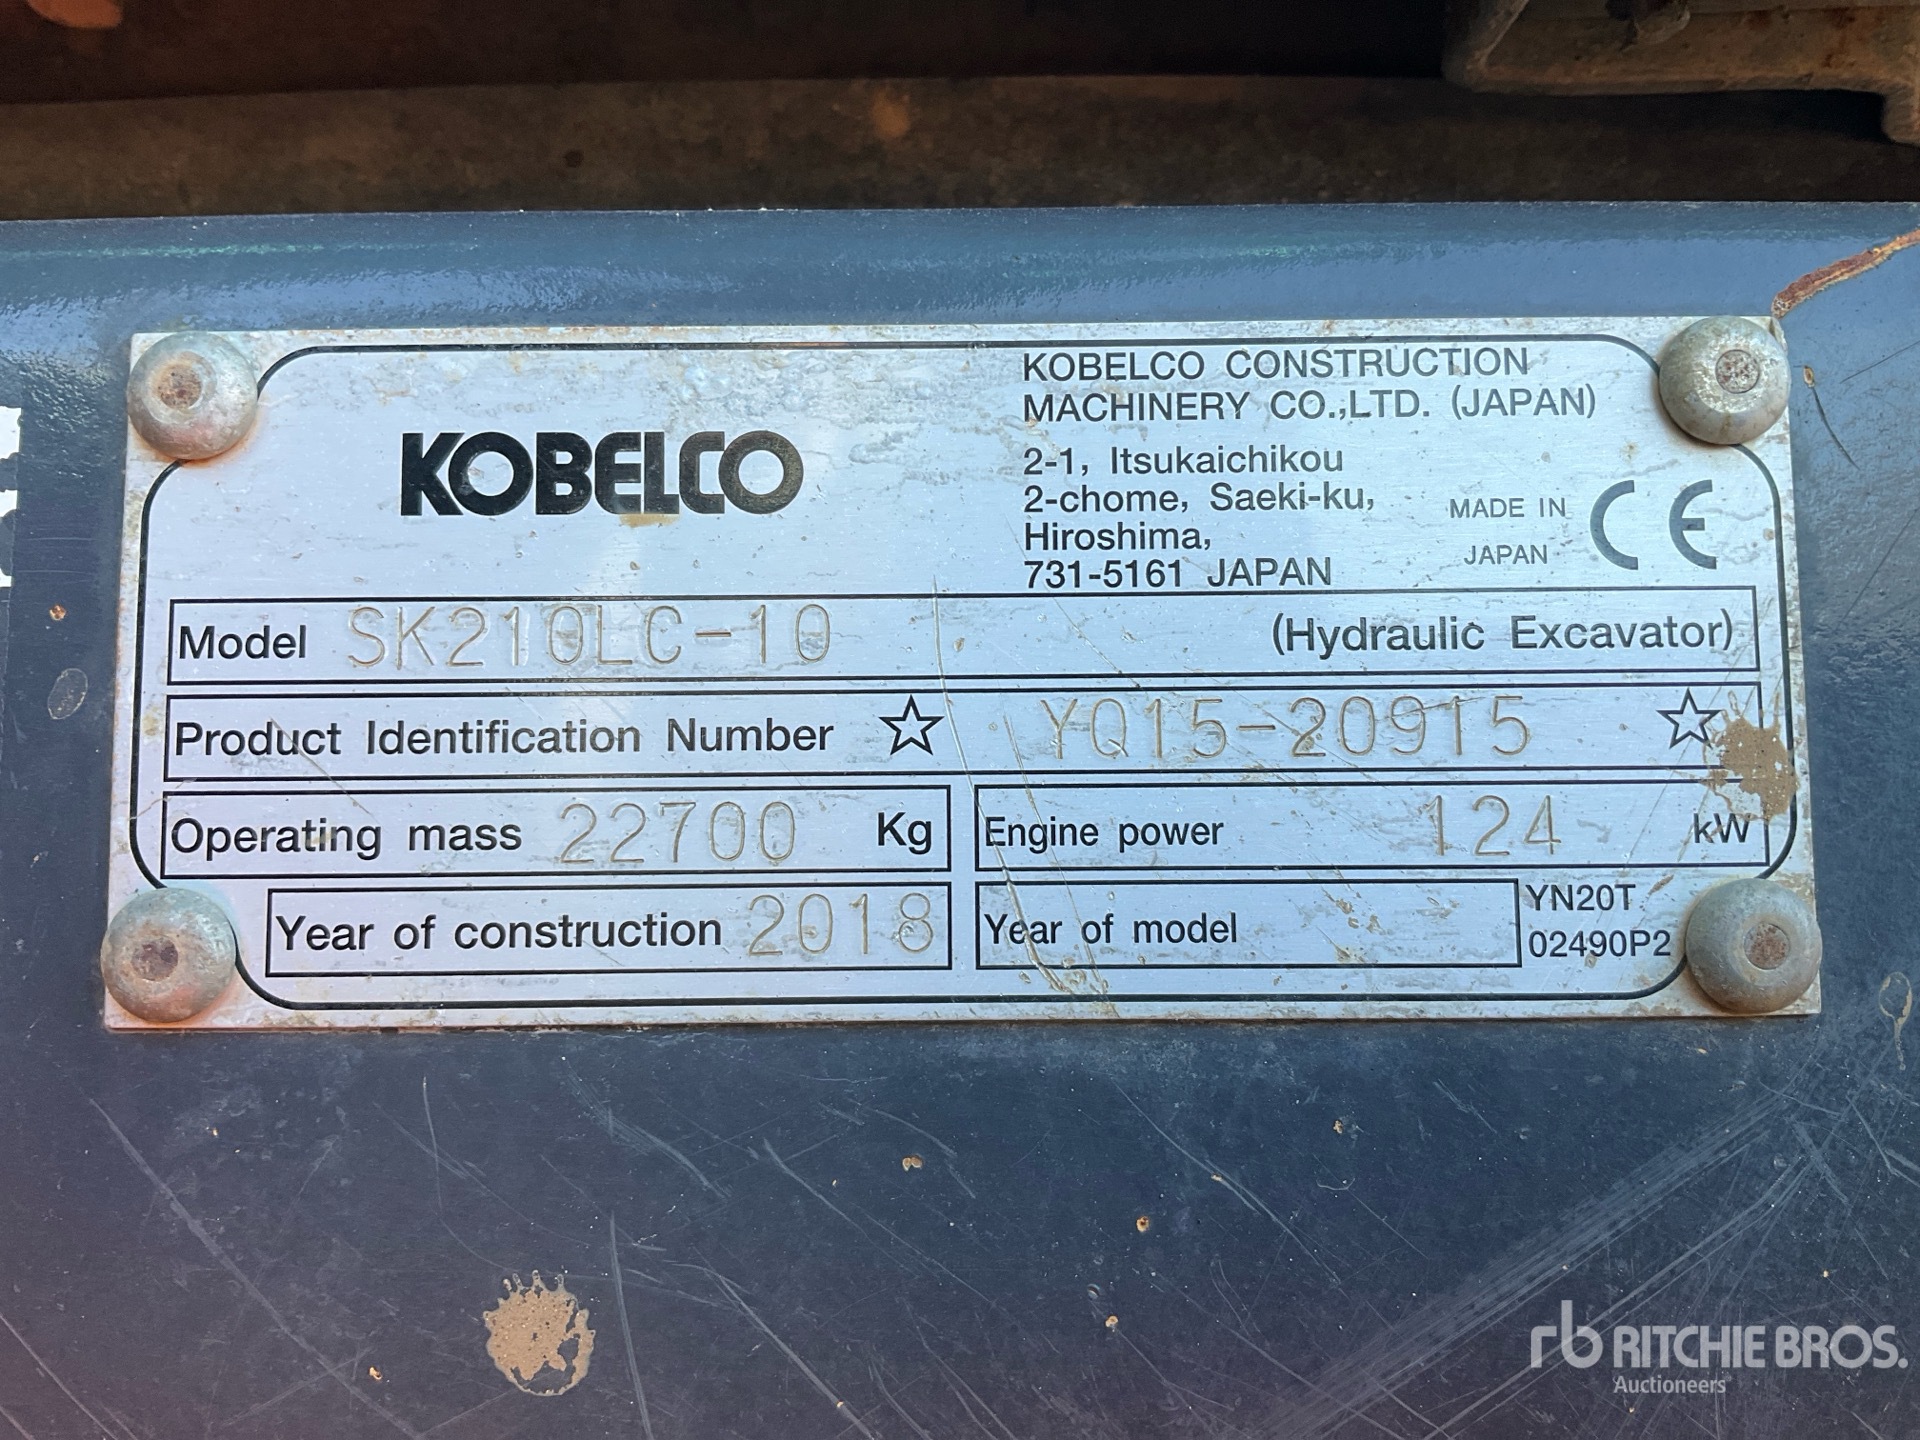 KOBELCO
KOBELCO CONSTRUCTION
MACHINERY CO.,LTD. (JAPAN)
2-1, Itsukaichikou
2-chome, Saeki-ku,
Hiroshima,
731-5161 JAPAN
MADE IN
JAPAN
CE
Model SK210LC-10 (Hydraulic Excavator)
Product Identification Number ☆ YQ15-20915 ☆
Operating mass 22700 Kg
Engine power 124 kW
Year of construction 2018
Year of model
YN20T
02490P2
rb RITCHIE BROS.
Auctioneers